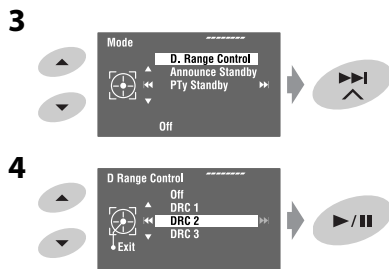 3
Mode
D. Range Control
Announce Standby
PTy Standby
Off
4
D Range Control
Off
DRC 1
DRC 2
DRC 3
Exit